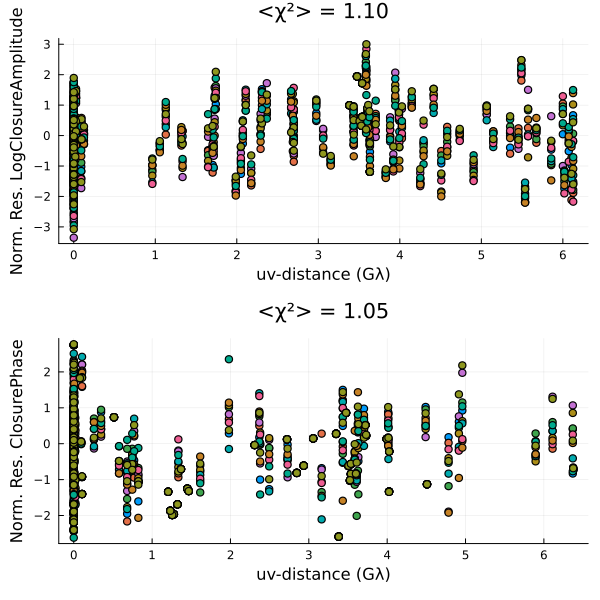 <χ²> = 1.10
Norm. Res. LogClosureAmplitude
3
2
1
0
−1
−2
−3
0 1 2 3 4 5 6
uv-distance (Gλ)
<χ²> = 1.05
Norm. Res. ClosurePhase
2
1
0
−1
−2
0 1 2 3 4 5 6
uv-distance (Gλ)